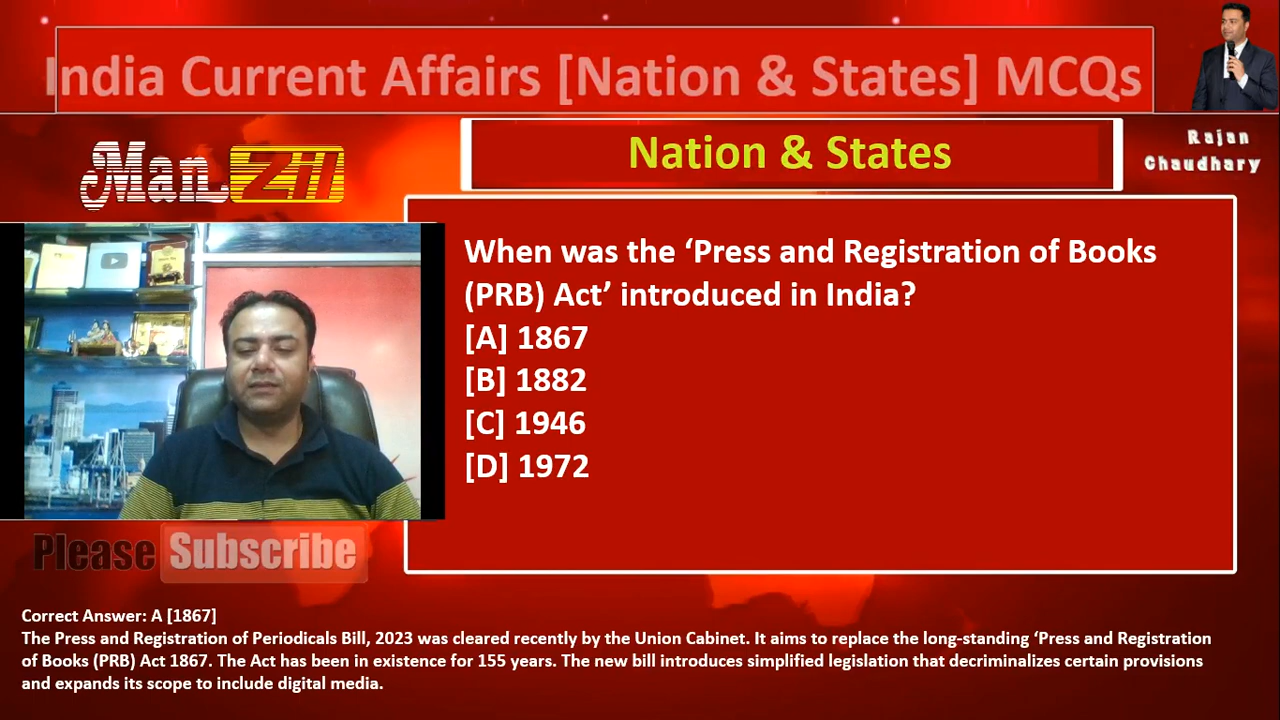 India Current Affairs [Nation & States] MCQs
ManZil
Nation & States
Rajan
Chaudhary
When was the ‘Press and Registration of Books
(PRB) Act’ introduced in India?
[A] 1867
[B] 1882
[C] 1946
[D] 1972
Please Subscribe
Correct Answer: A [1867]
The Press and Registration of Periodicals Bill, 2023 was cleared recently by the Union Cabinet. It aims to replace the long-standing ‘Press and Registration
of Books (PRB) Act 1867. The Act has been in existence for 155 years. The new bill introduces simplified legislation that decriminalizes certain provisions
and expands its scope to include digital media.